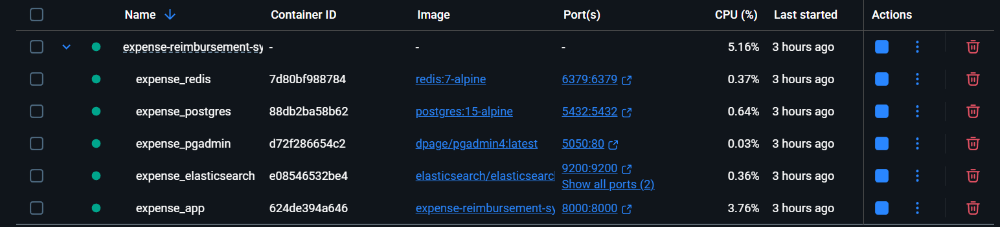 Name Container ID Image Port(s) CPU (%) Last started Actions
expense-reimbursement-sy - - - 5.16% 3 hours ago
expense_redis 7d80bf988784 redis:7-alpine 6379:6379 0.37% 3 hours ago
expense_postgres 88db2ba58b62 postgres:15-alpine 5432:5432 0.64% 3 hours ago
expense_pgadmin d72f286654c2 dpage/pgadmin4:latest 5050:80 0.03% 3 hours ago
expense_elasticsearch e08546532be4 elasticsearch/elasticsearc 9200:9200 0.36% 3 hours ago
Show all ports (2)
expense_app 624de394a646 expense-reimbursement-sy 8000:8000 3.76% 3 hours ago